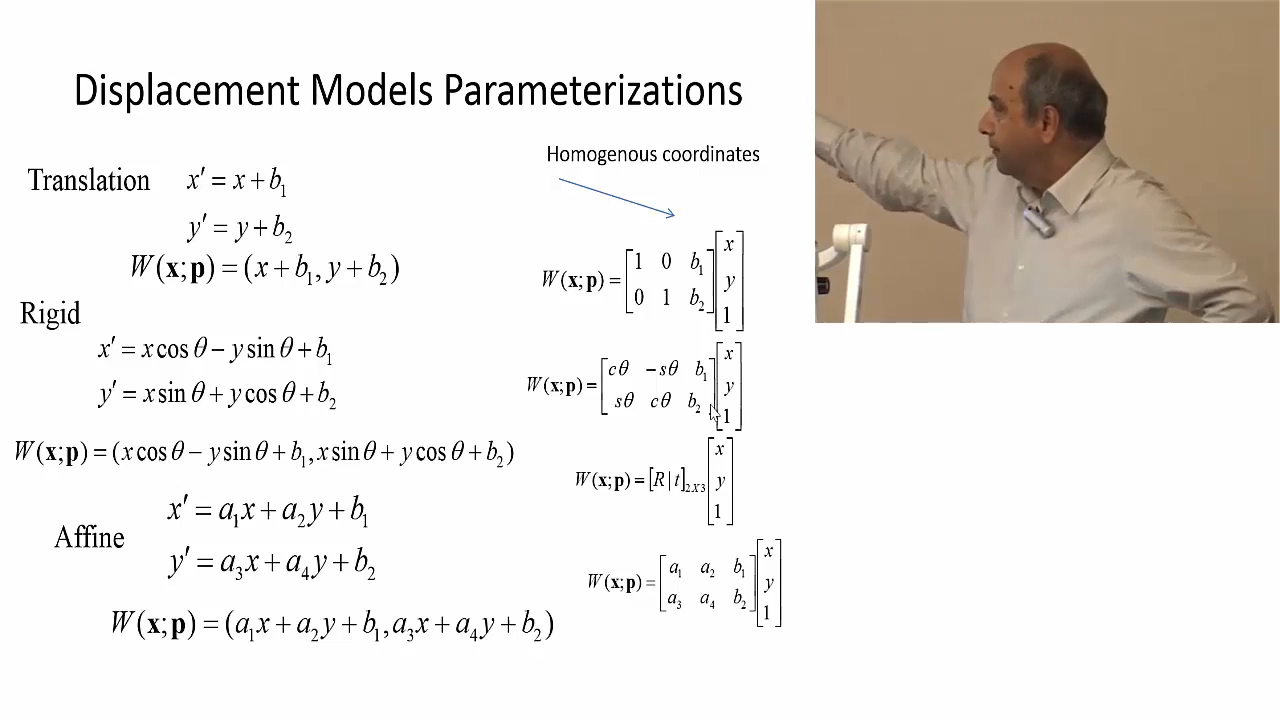 Displacement Models Parameterizations
Homogenous coordinates
Translation
x′ = x + b₁
y′ = y + b₂
W(x;p) = (x + b₁, y + b₂)
W(x;p) = [1 0 b₁
0 1 b₂] [x
y
1]
Rigid
x′ = x cos θ − y sin θ + b₁
y′ = x sin θ + y cos θ + b₂
W(x;p) = (x cos θ − y sin θ + b₁, x sin θ + y cos θ + b₂)
W(x;p) = [cθ −sθ b₁
sθ cθ b₂] [x
y
1]
W(x;p) = [R | t]₂ₓ₃ [x
y
1]
Affine
x′ = a₁x + a₂y + b₁
y′ = a₃x + a₄y + b₂
W(x;p) = (a₁x + a₂y + b₁, a₃x + a₄y + b₂)
W(x;p) = [a₁ a₂ b₁
a₃ a₄ b₂] [x
y
1]